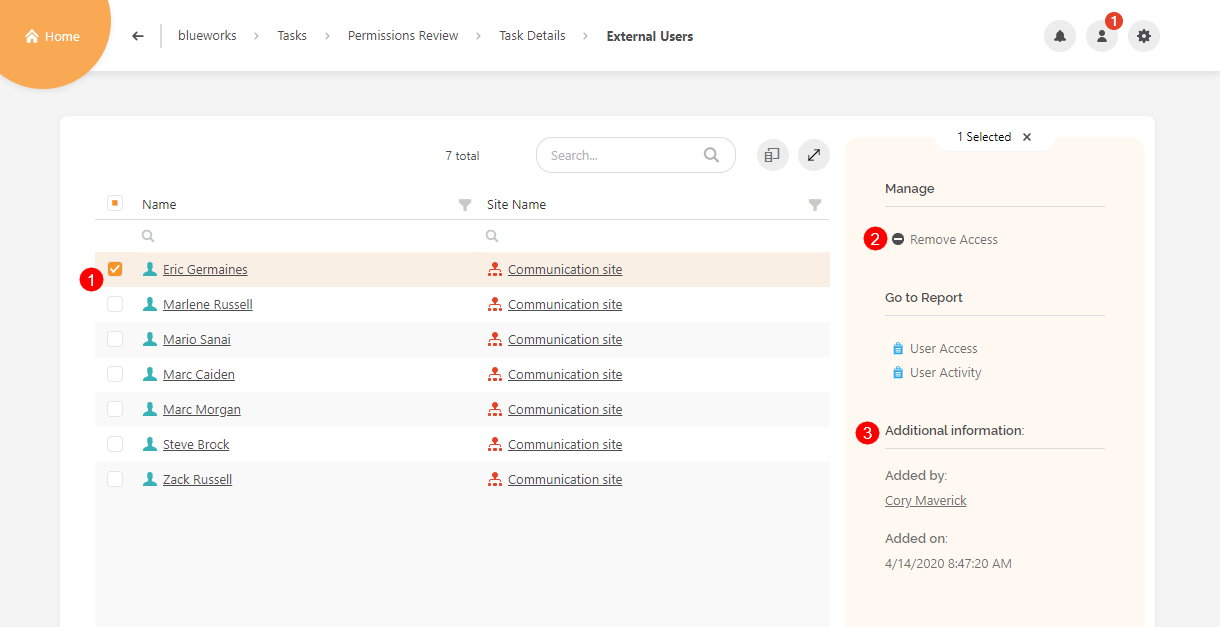 Home
blueworks
Tasks
Permissions Review
Task Details
External Users
1
7 total
Search...
1 Selected
Name
Site Name
1
Eric Germaines
Communication site
Marlene Russell
Communication site
Mario Sanai
Communication site
Marc Caiden
Communication site
Marc Morgan
Communication site
Steve Brock
Communication site
Zack Russell
Communication site
Manage
2
Remove Access
Go to Report
User Access
User Activity
3
Additional information:
Added by:
Cory Maverick
Added on:
4/14/2020 8:47:20 AM